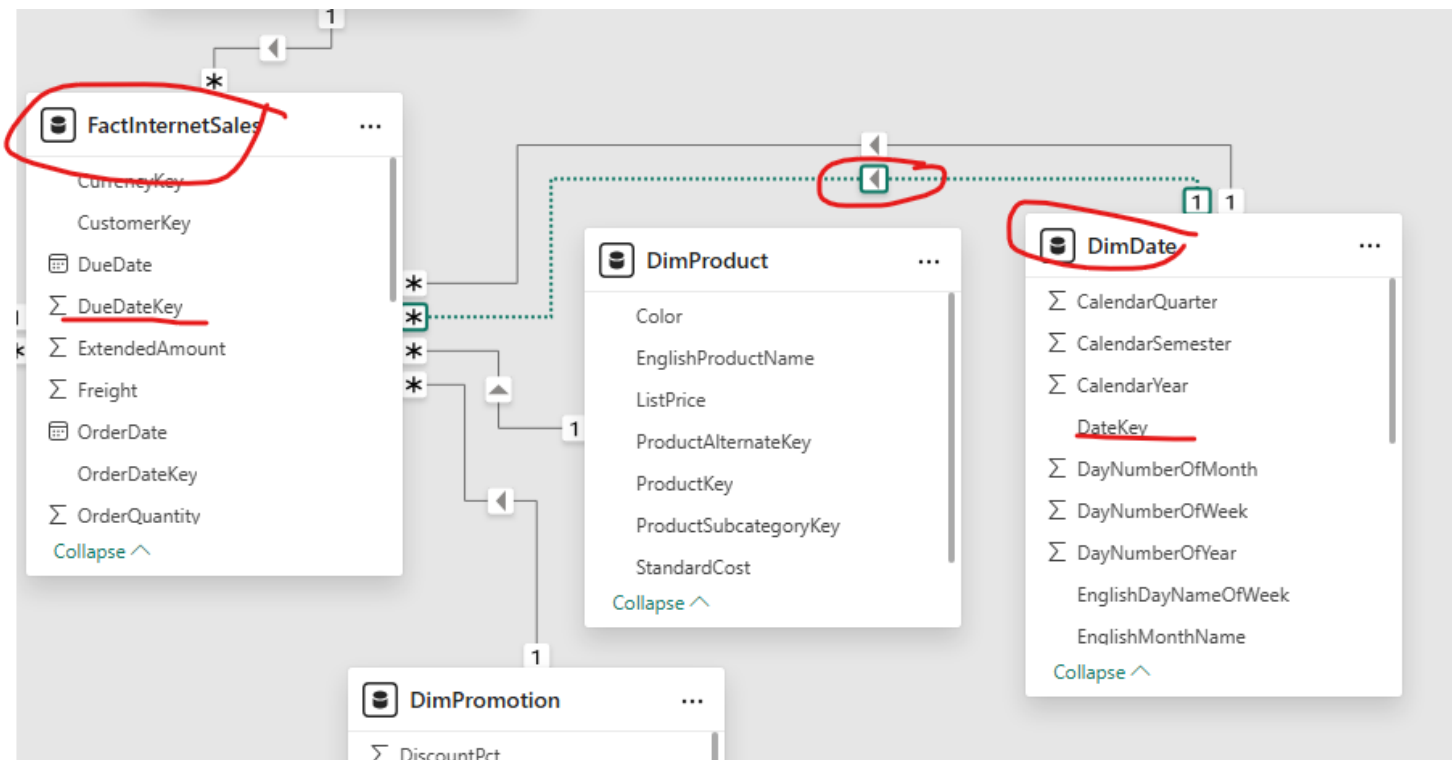 1
*
FactInternetSales
...
CurrencyKey
CustomerKey
DueDate
Σ DueDateKey
Σ ExtendedAmount
Σ Freight
OrderDate
OrderDateKey
Σ OrderQuantity
Collapse
*
*
*
*
1
1
DimProduct
...
Color
EnglishProductName
ListPrice
ProductAlternateKey
ProductKey
ProductSubcategoryKey
StandardCost
Collapse
1 1
DimDate
...
Σ CalendarQuarter
Σ CalendarSemester
Σ CalendarYear
DateKey
Σ DayNumberOfMonth
Σ DayNumberOfWeek
Σ DayNumberOfYear
EnglishDayNameOfWeek
EnglishMonthName
Collapse
DimPromotion
...
Σ DiscountPct